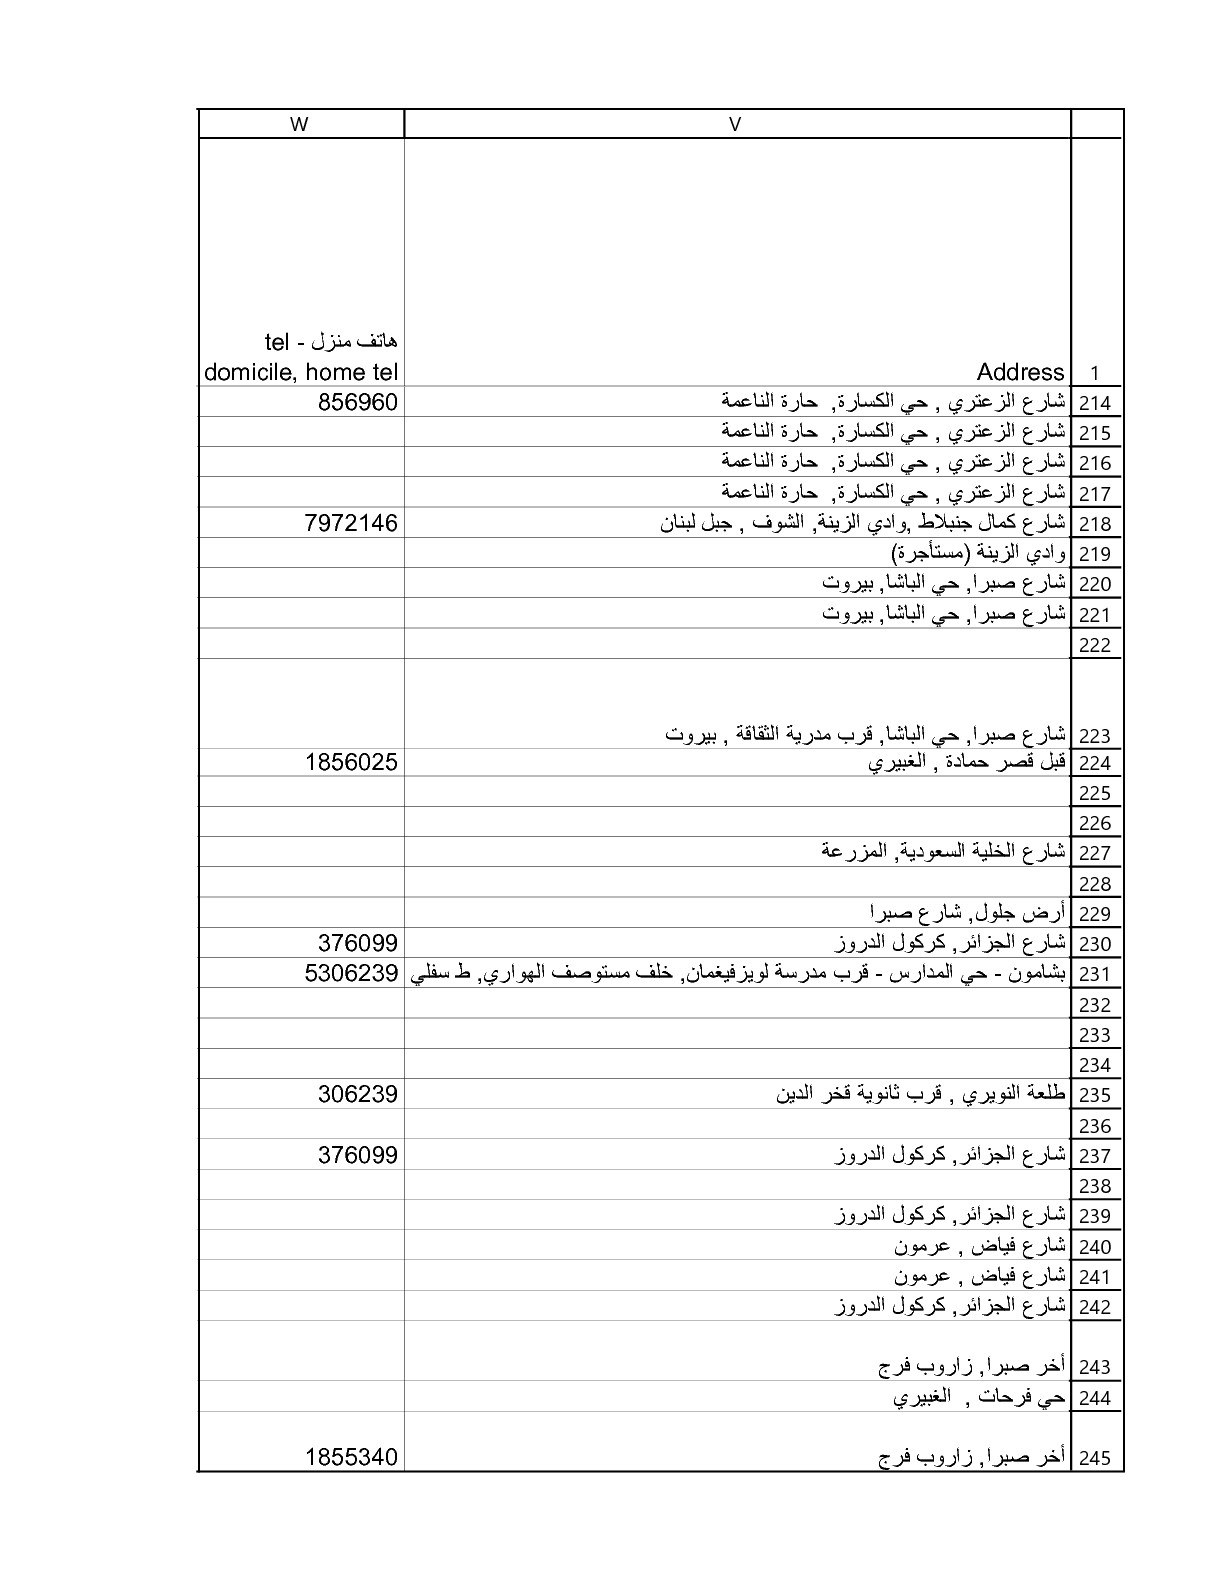 V W
هاتف منزل - tel
1 Address domicile, home tel
214 شارع الزعتري , حي الكسارة, حارة الناعمة 856960
215 شارع الزعتري , حي الكسارة, حارة الناعمة
216 شارع الزعتري , حي الكسارة, حارة الناعمة
217 شارع الزعتري , حي الكسارة, حارة الناعمة
218 شارع كمال جنبلاط ,وادي الزينة, الشوف , جبل لبنان 7972146
219 وادي الزينة (مستأجرة)
220 شارع صبرا, حي الباشا, بيروت
221 شارع صبرا, حي الباشا, بيروت
222
223 شارع صبرا, حي الباشا, قرب مدرية الثقاقة , بيروت
224 قبل قصر حمادة , الغبيري 1856025
225
226
227 شارع الخلية السعودية, المزرعة
228
229 أرض جلول, شارع صبرا
230 شارع الجزائر, كركول الدروز 376099
231 بشامون - حي المدارس - قرب مدرسة لويزفيغمان, خلف مستوصف الهواري, ط سفلي 5306239
232
233
234
235 طلعة النويري , قرب ثانوية قخر الدين 306239
236
237 شارع الجزائر, كركول الدروز 376099
238
239 شارع الجزائر, كركول الدروز
240 شارع فياض , عرمون
241 شارع فياض , عرمون
242 شارع الجزائر, كركول الدروز
243 أخر صبرا, زاروب فرج
244 حي فرحات , الغبيري
245 أخر صبرا, زاروب فرج 1855340